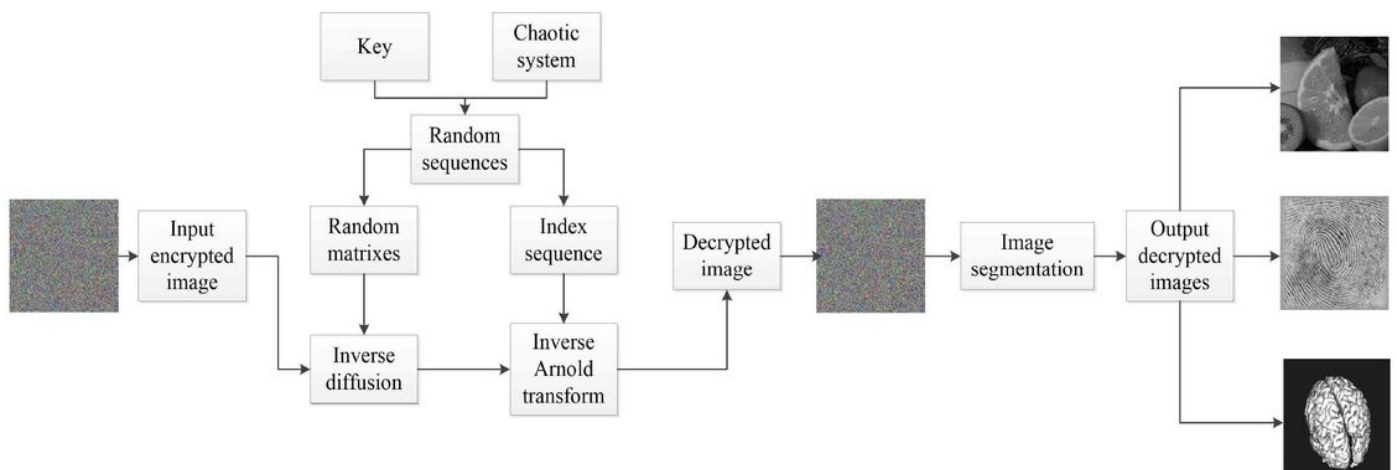 Key
Chaotic
system
Random
sequences
Input
encrypted
image
Random
matrixes
Index
sequence
Decrypted
image
Image
segmentation
Output
decrypted
images
Inverse
diffusion
Inverse
Arnold
transform